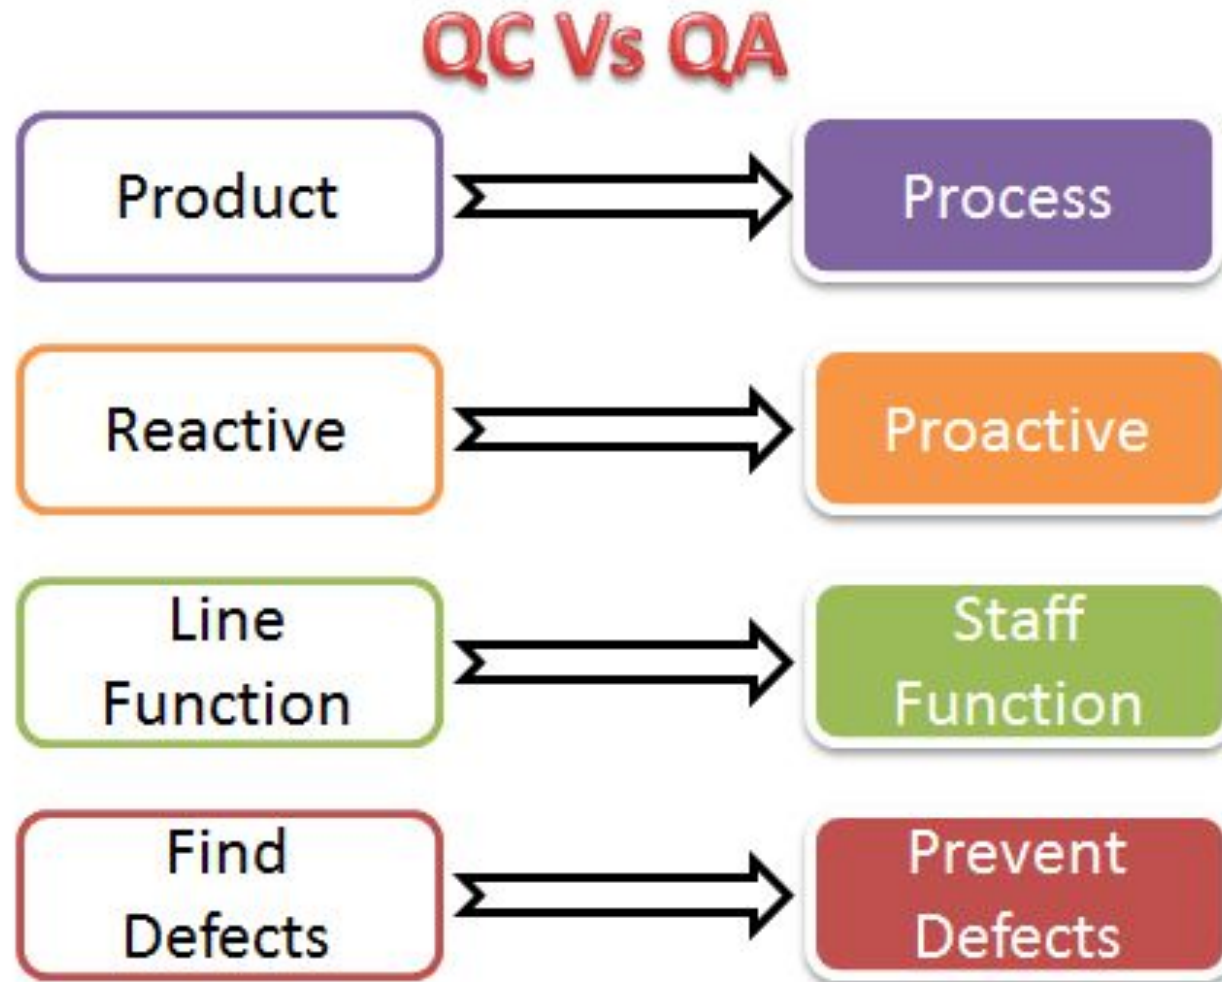 QC Vs QA
Product
Process
Reactive
Proactive
Line
Function
Staff
Function
Find
Defects
Prevent
Defects